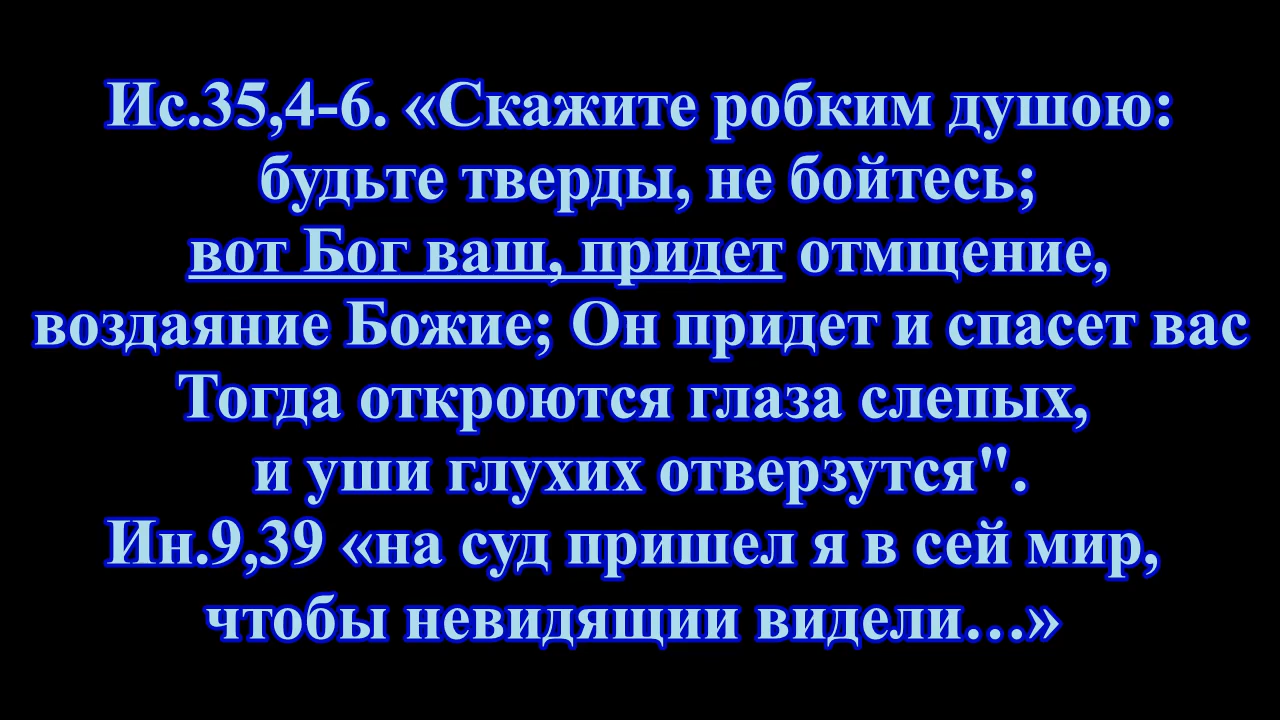 Ис.35,4-6. «Скажите робким душою:
будьте тверды, не бойтесь;
вот Бог ваш, придет отмщение,
воздаяние Божие; Он придет и спасет вас
Тогда откроются глаза слепых,
и уши глухих отверзутся".
Ин.9,39 «на суд пришел я в сей мир,
чтобы невидящии видели…»